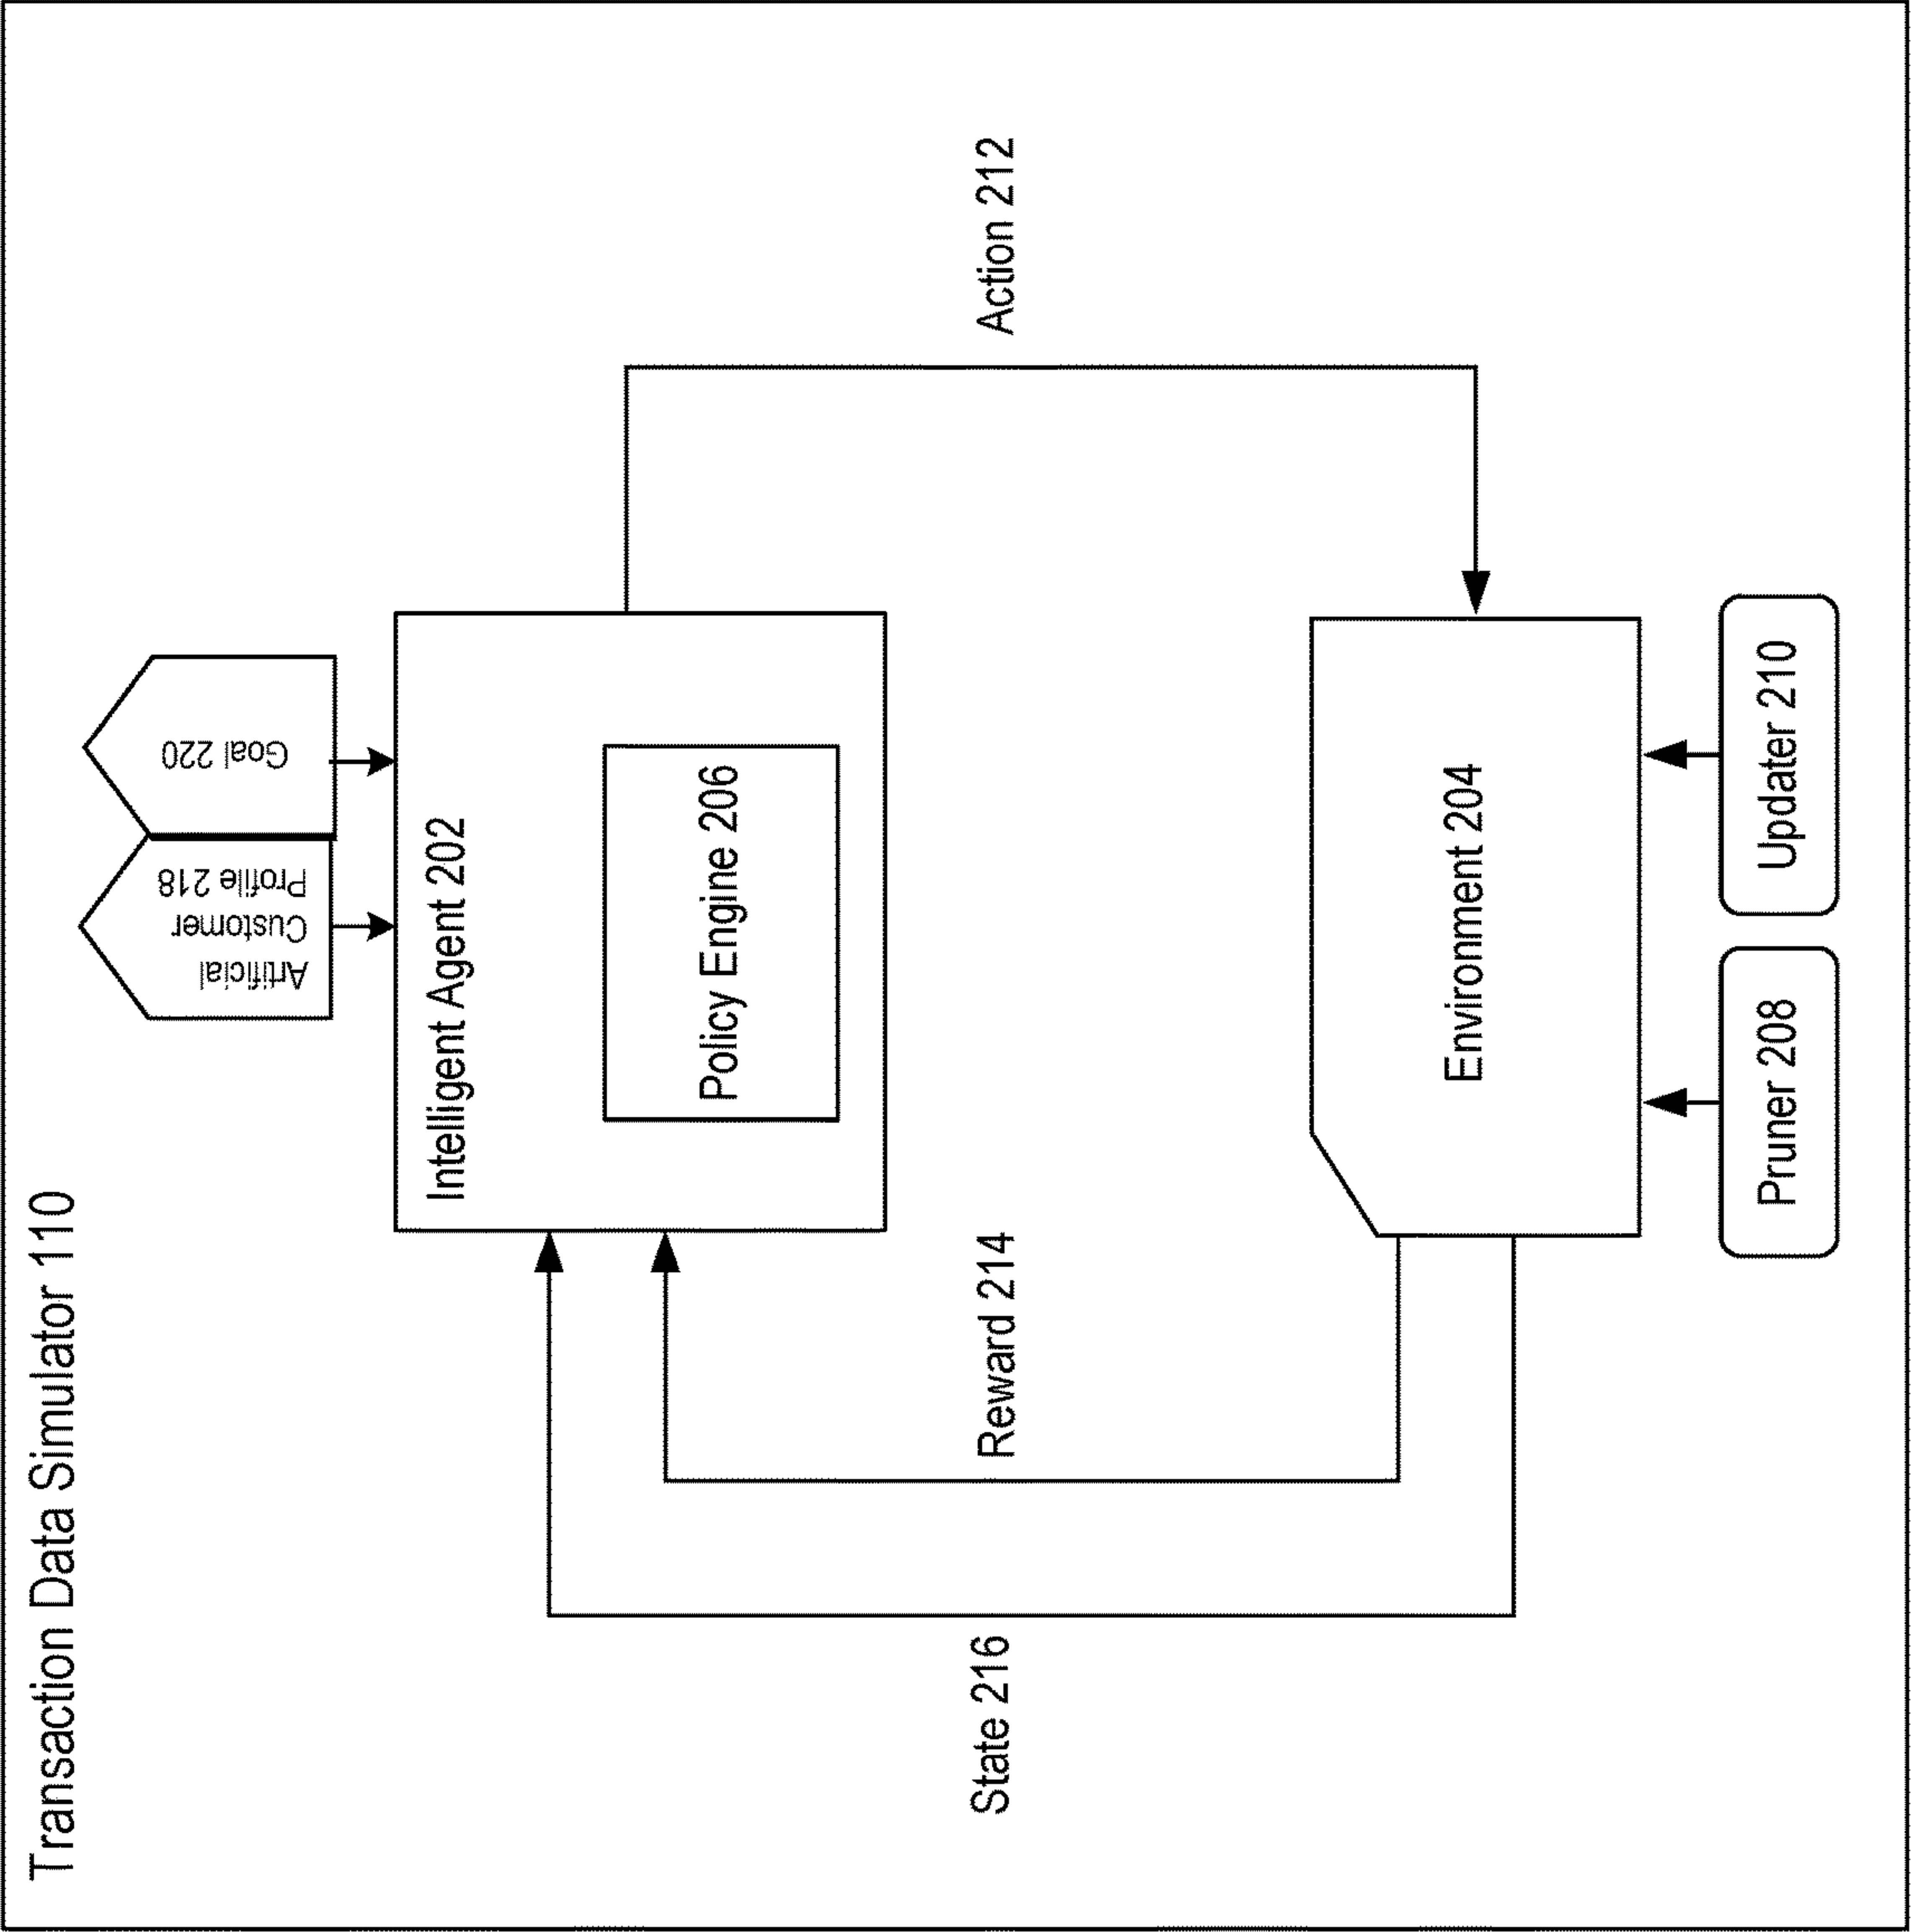 Transaction Data Simulator 110
Artificial
Customer
Profile 218
Goal 220
Intelligent Agent 202
Policy Engine 206
State 216
Reward 214
Action 212
Environment 204
Pruner 208
Updater 210